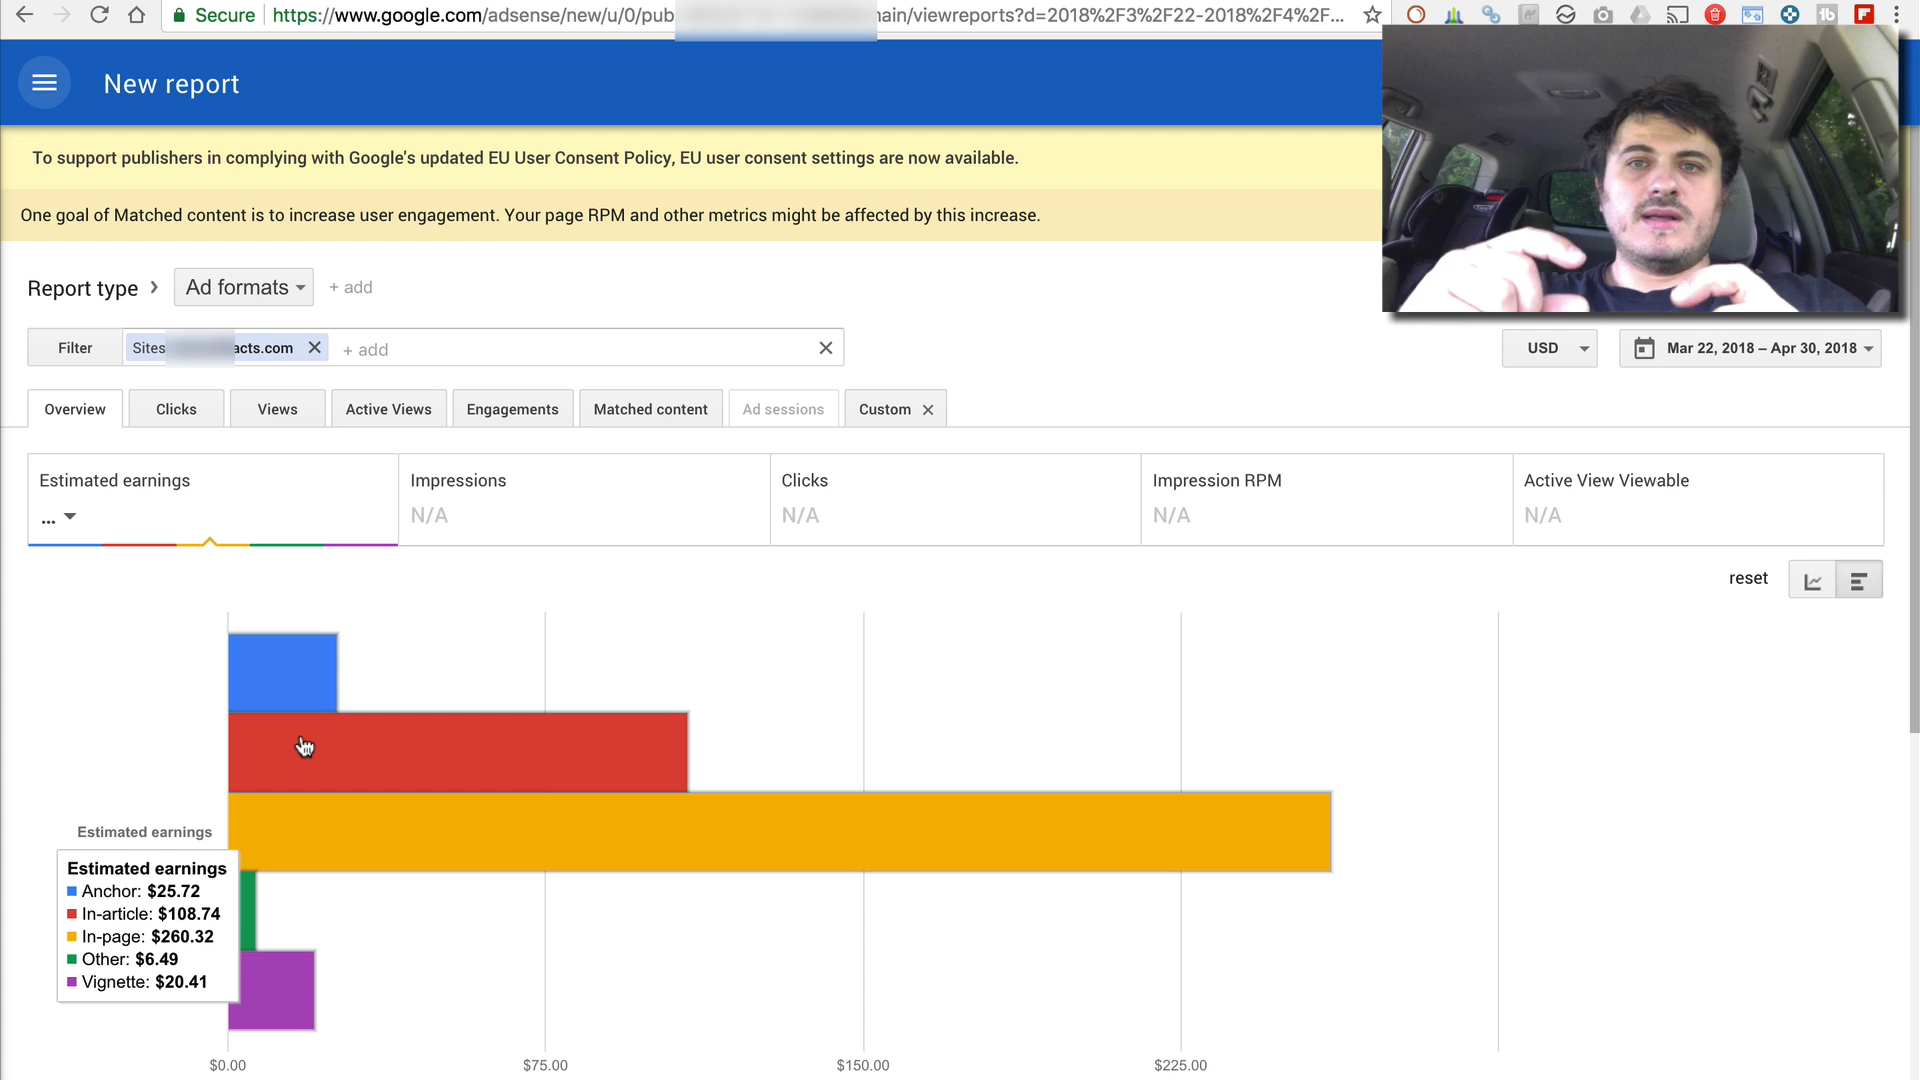 Secure https://www.google.com/adsense/new/u/0/pub ain/viewreports?d=2018%2F3%2F22-2018%2F4%2F...
New report
To support publishers in complying with Google's updated EU User Consent Policy, EU user consent settings are now available.
One goal of Matched content is to increase user engagement. Your page RPM and other metrics might be affected by this increase.
Report type Ad formats + add
Filter Sites acts.com + add USD Mar 22, 2018 – Apr 30, 2018
Overview Clicks Views Active Views Engagements Matched content Ad sessions Custom
Estimated earnings Impressions Clicks Impression RPM Active View Viewable
... N/A N/A N/A N/A
reset
Estimated earnings
Estimated earnings
Anchor: $25.72
In-article: $108.74
In-page: $260.32
Other: $6.49
Vignette: $20.41
$0.00 $75.00 $150.00 $225.00